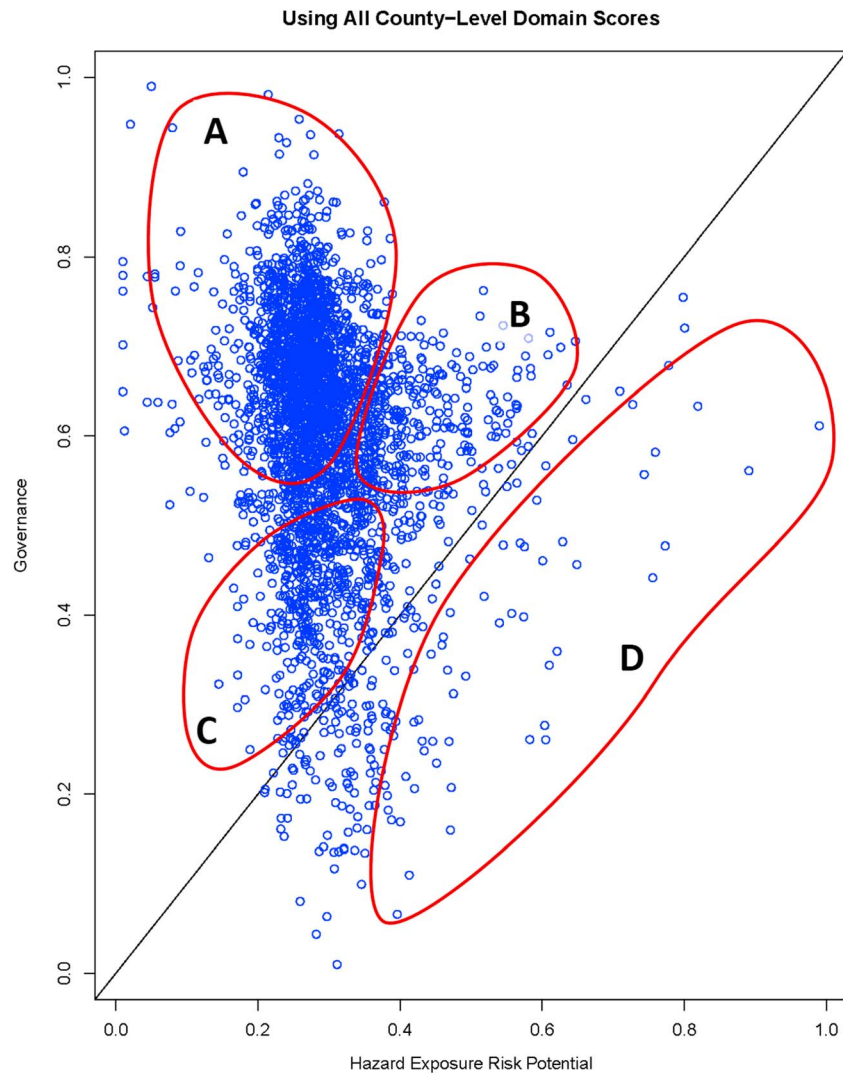 Using All County−Level Domain Scores
1.0
A
0.8
B
0.6
Governance
0.4
D
C
0.2
0.0
0.0 0.2 0.4 0.6 0.8 1.0
Hazard Exposure Risk Potential